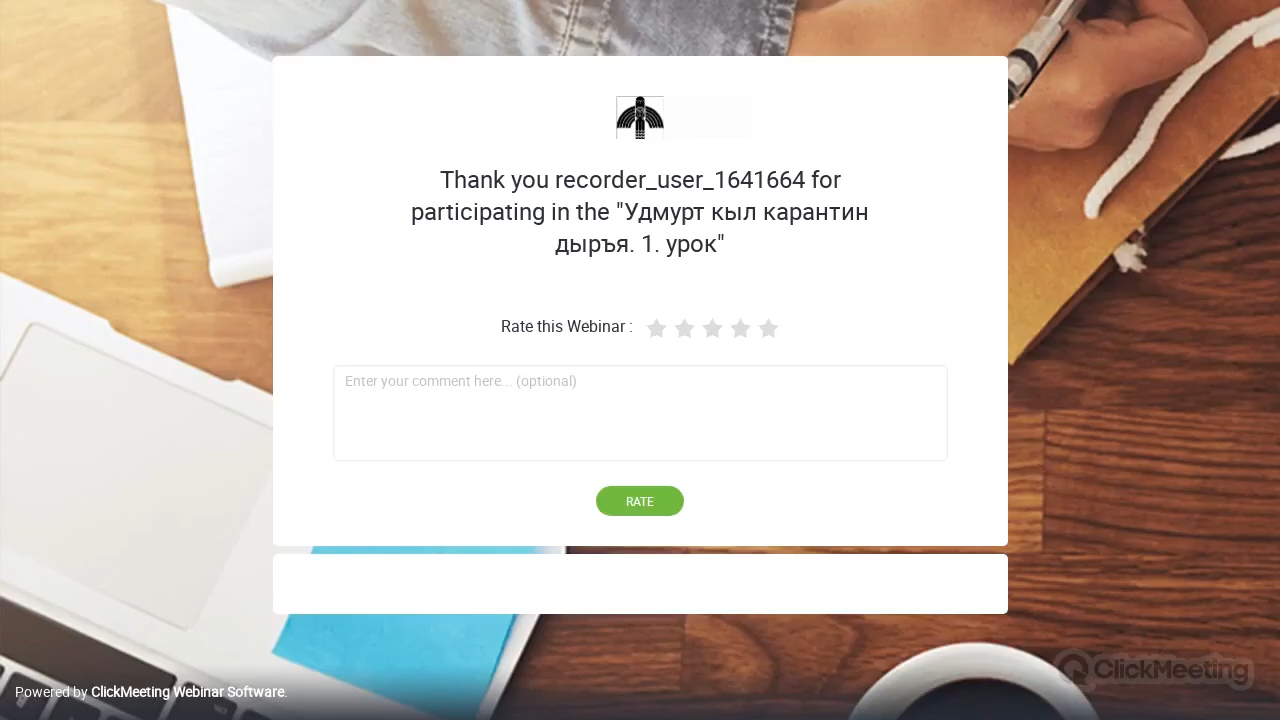 Thank you recorder_user_1641664 for
participating in the "Удмурт кыл карантин
дыръя. 1. урок"
Rate this Webinar :
Enter your comment here... (optional)
RATE
ClickMeeting
Powered by ClickMeeting Webinar Software.